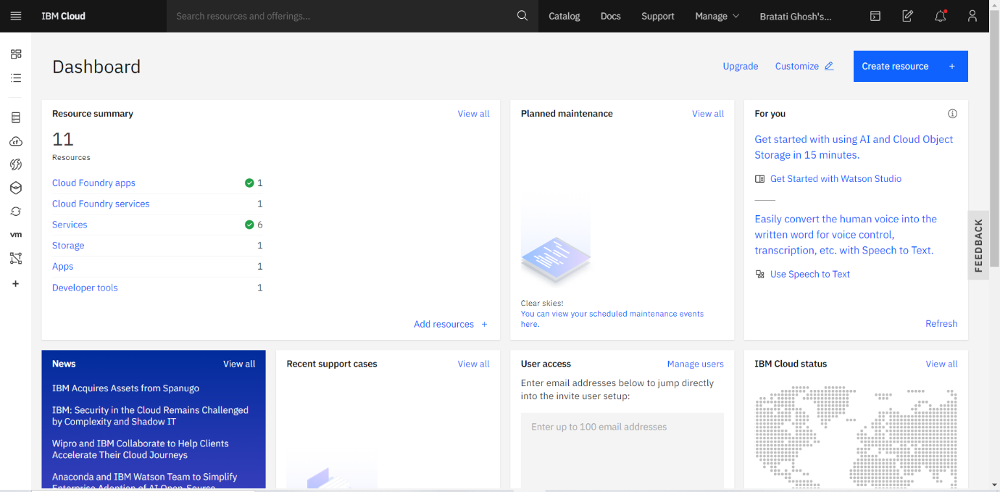 IBM Cloud
Search resources and offerings...
Catalog
Docs
Support
Manage
Bratati Ghosh's...
Dashboard
Upgrade
Customize
Create resource +
Resource summary
View all
11
Resources
Cloud Foundry apps 1
Cloud Foundry services 1
Services 6
Storage 1
Apps 1
Developer tools 1
Add resources +
Planned maintenance
View all
Clear skies!
You can view your scheduled maintenance events
here.
For you
Get started with using AI and Cloud Object
Storage in 15 minutes.
Get Started with Watson Studio
Easily convert the human voice into the
written word for voice control,
transcription, etc. with Speech to Text.
Use Speech to Text
Refresh
FEEDBACK
cf
vm
+
News
View all
IBM Acquires Assets from Spanugo
IBM: Security in the Cloud Remains Challenged
by Complexity and Shadow IT
Wipro and IBM Collaborate to Help Clients
Accelerate Their Cloud Journeys
Anaconda and IBM Watson Team to Simplify
Enterprise Adoption of AI Open-Source
Recent support cases
View all
User access
Manage users
Enter email addresses below to jump directly
into the invite user setup:
Enter up to 100 email addresses
IBM Cloud status
View all